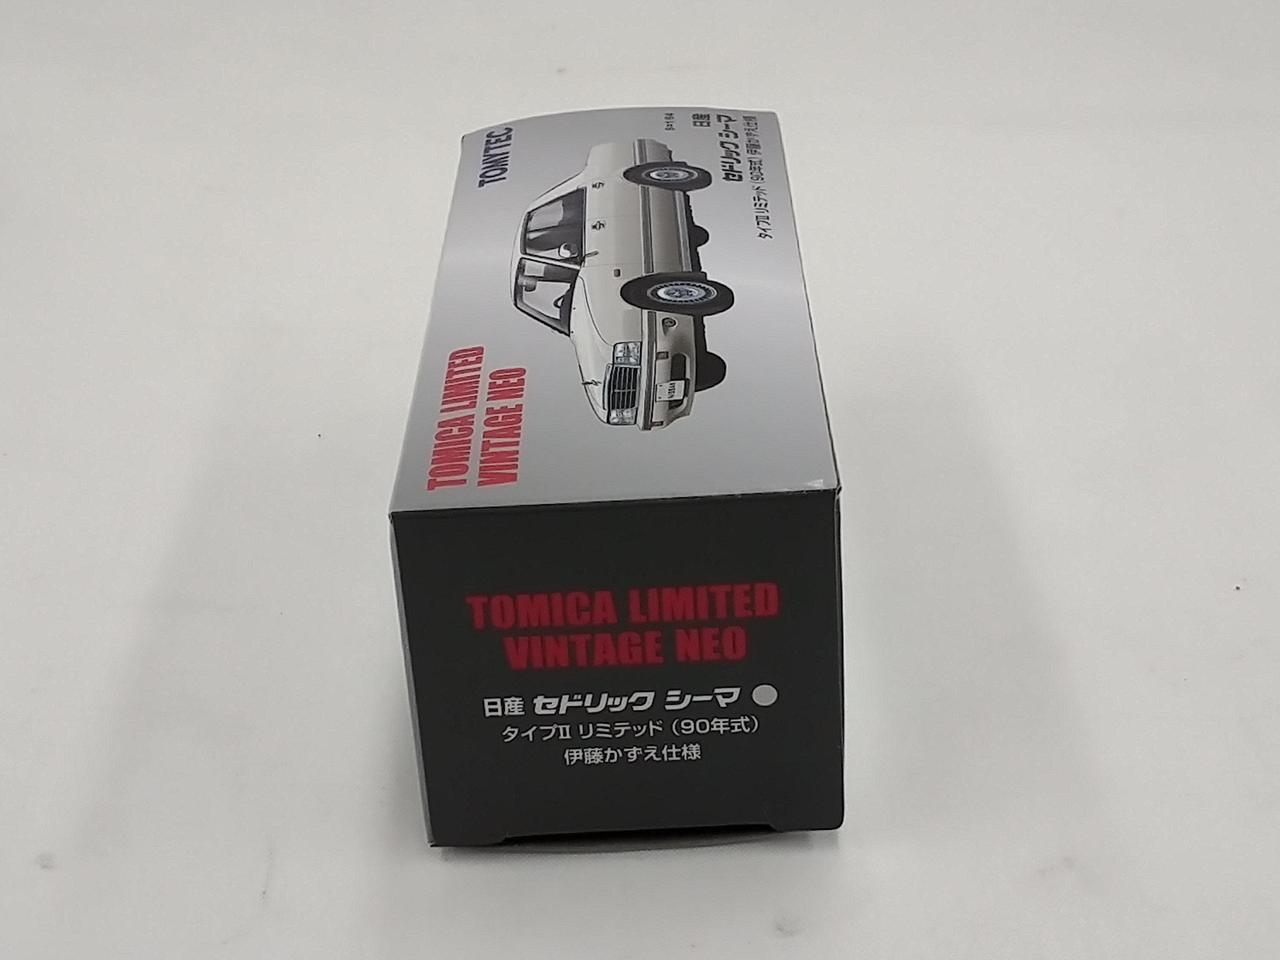 TOMYTEC
S=1:64
日産
セドリック シーマ
タイプⅡ リミテッド (90年式) 伊藤かずえ仕様
TOMICA LIMITED
VINTAGE NEO
NISSAN
TOMICA LIMITED
VINTAGE NEO
日産 セドリック シーマ
タイプⅡ リミテッド (90年式)
伊藤かずえ仕様